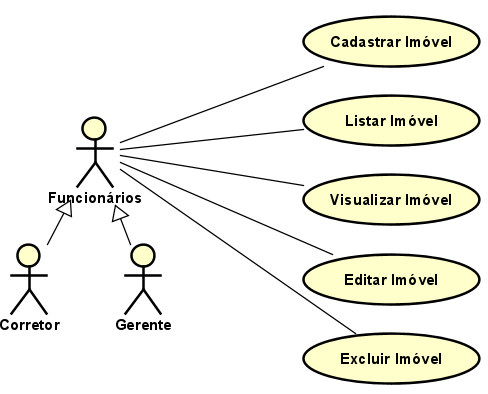 Cadastrar Imóvel
Listar Imóvel
Visualizar Imóvel
Editar Imóvel
Excluir Imóvel
Funcionários
Corretor
Gerente